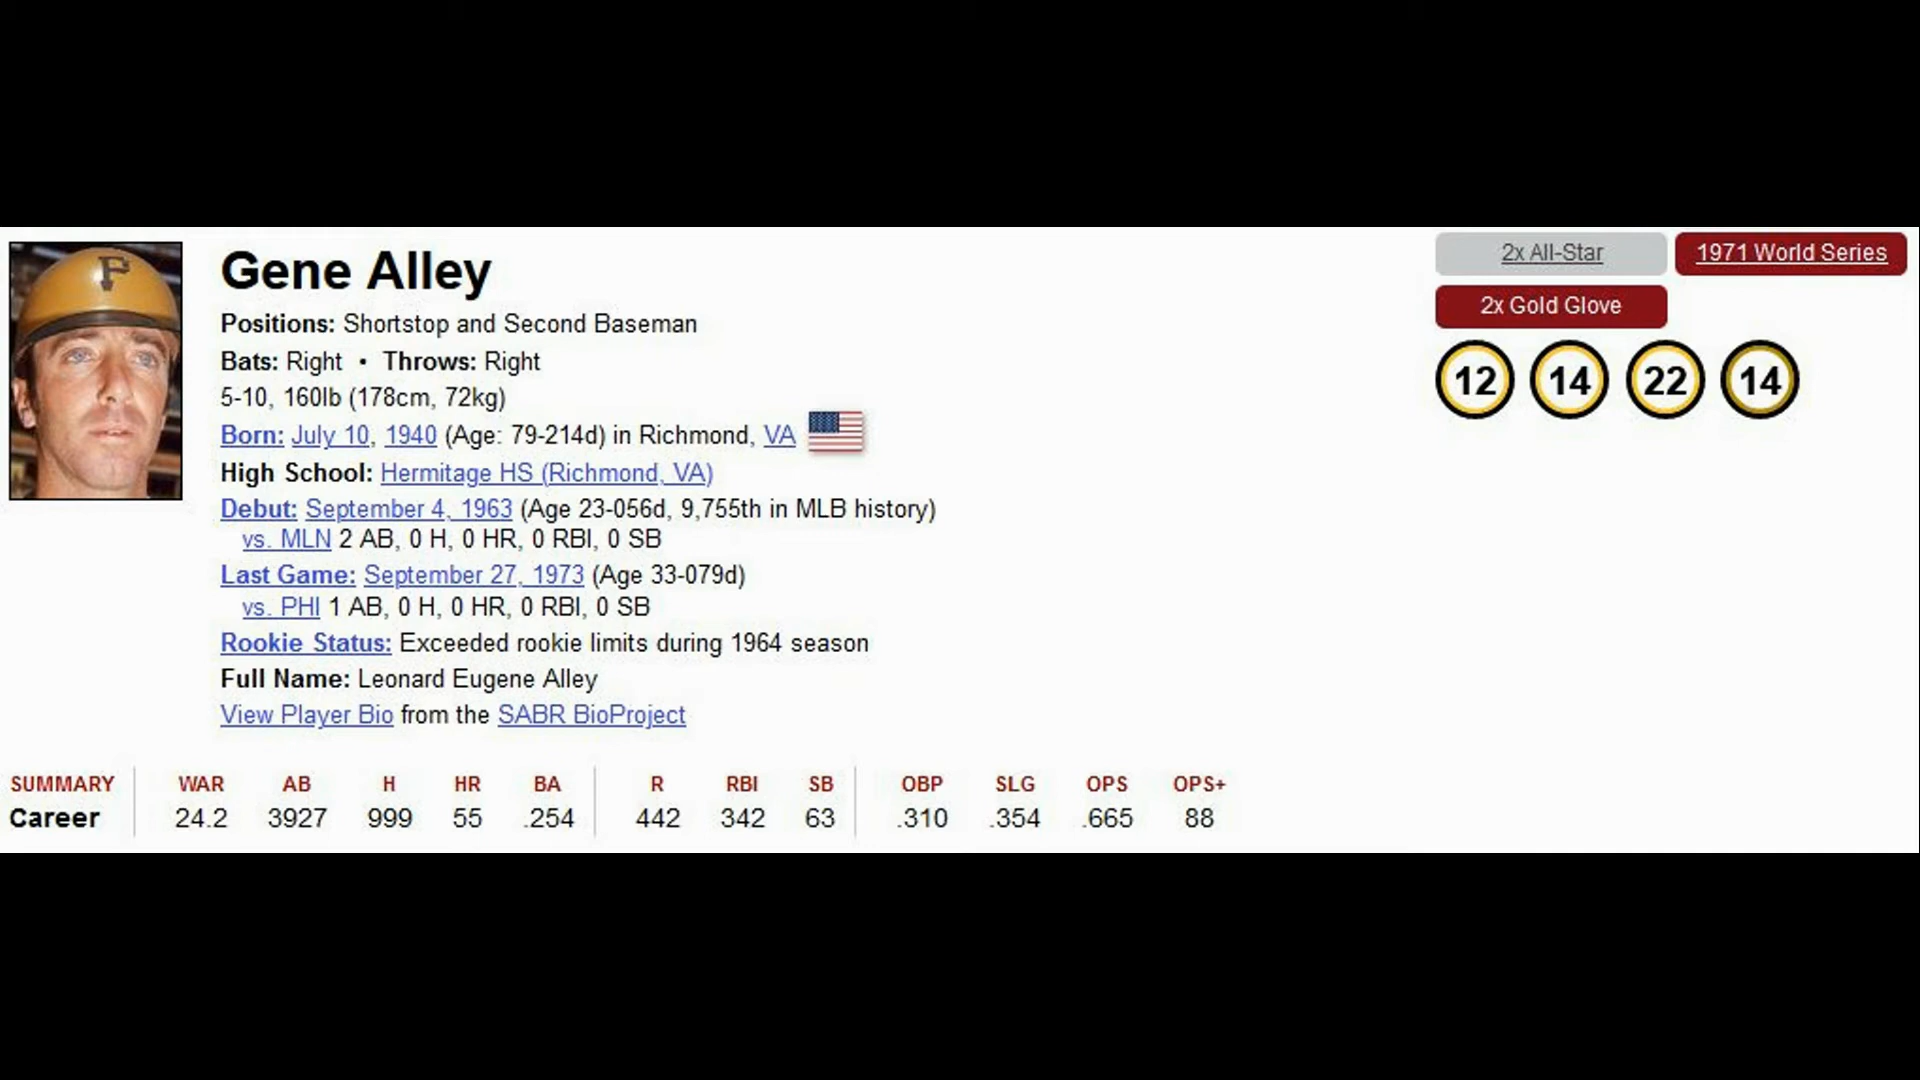 P
Gene Alley
Positions: Shortstop and Second Baseman
Bats: Right • Throws: Right
5-10, 160lb (178cm, 72kg)
Born: July 10, 1940 (Age: 79-214d) in Richmond, VA
High School: Hermitage HS (Richmond, VA)
Debut: September 4, 1963 (Age 23-056d, 9,755th in MLB history)
vs. MLN 2 AB, 0 H, 0 HR, 0 RBI, 0 SB
Last Game: September 27, 1973 (Age 33-079d)
vs. PHI 1 AB, 0 H, 0 HR, 0 RBI, 0 SB
Rookie Status: Exceeded rookie limits during 1964 season
Full Name: Leonard Eugene Alley
View Player Bio from the SABR BioProject
2x All-Star 1971 World Series
2x Gold Glove
12 14 22 14
SUMMARY WAR AB H HR BA R RBI SB OBP SLG OPS OPS+
Career 24.2 3927 999 55 .254 442 342 63 .310 .354 .665 88